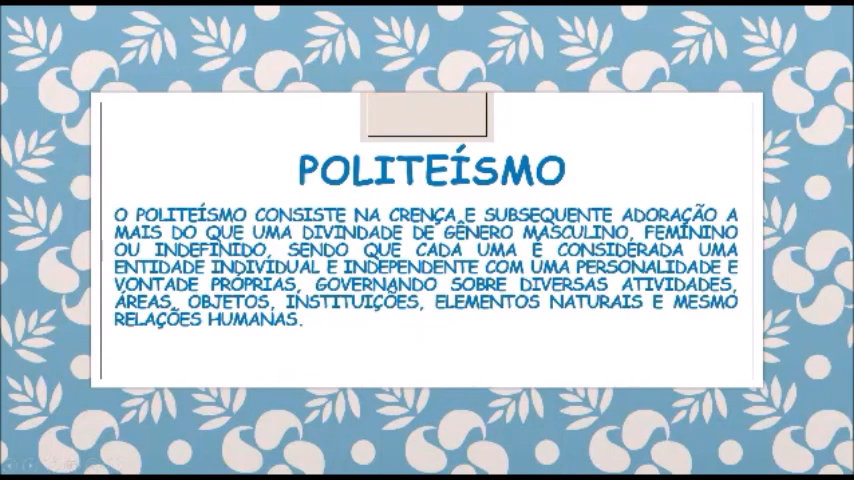 POLITEÍSMO
O POLITEÍSMO CONSISTE NA CRENÇA E SUBSEQUENTE ADORAÇÃO A
MAIS DO QUE UMA DIVINDADE DE GÊNERO MASCULINO, FEMININO
OU INDEFINIDO, SENDO QUE CADA UMA É CONSIDERADA UMA
ENTIDADE INDIVIDUAL E INDEPENDENTE COM UMA PERSONALIDADE E
VONTADE PRÓPRIAS, GOVERNANDO SOBRE DIVERSAS ATIVIDADES,
ÁREAS, OBJETOS, INSTITUIÇÕES, ELEMENTOS NATURAIS E MESMO
RELAÇÕES HUMANAS.